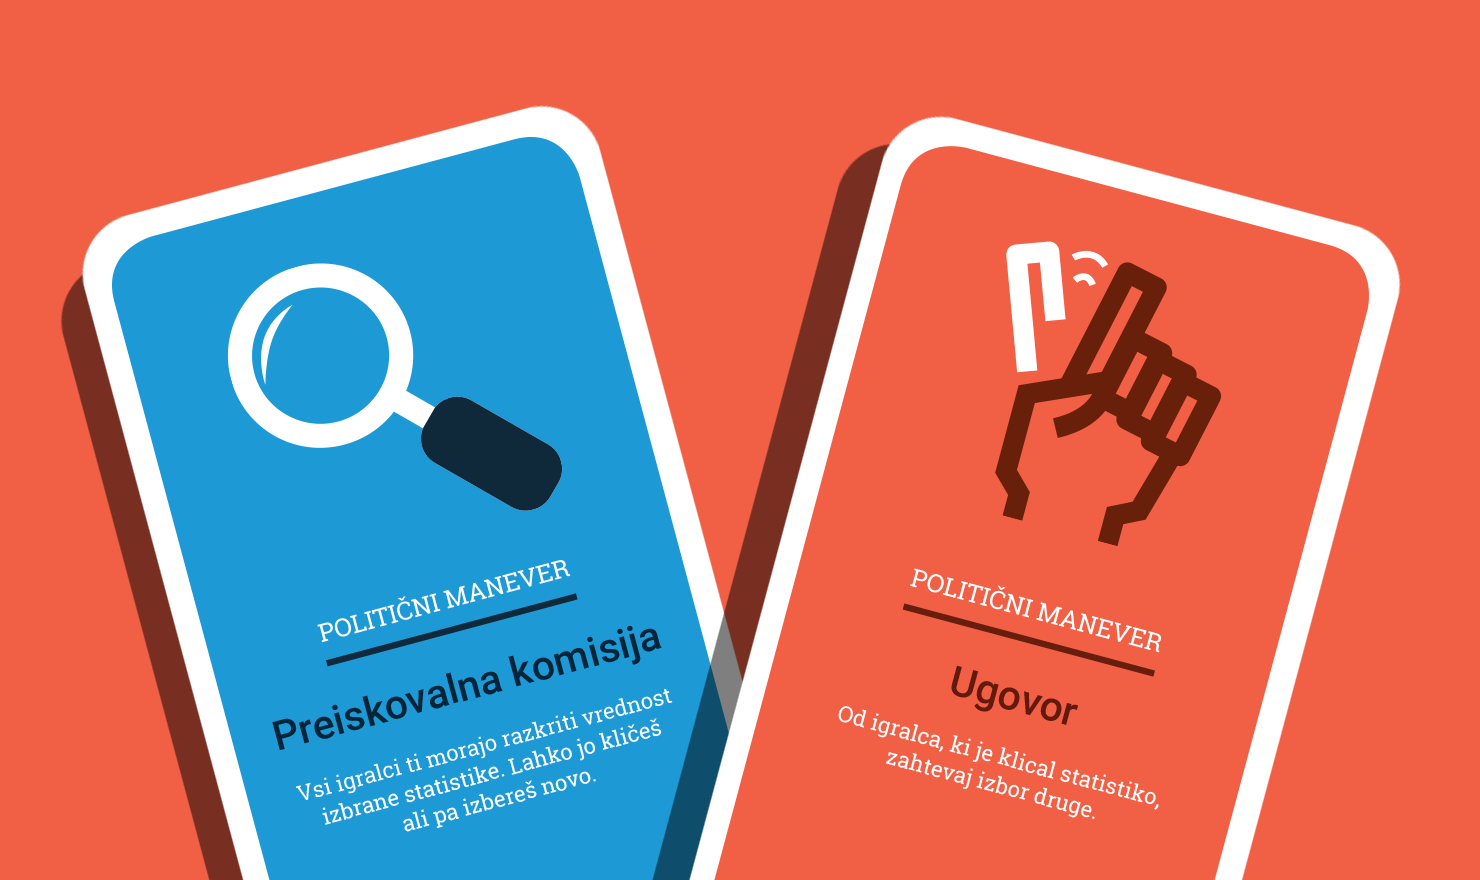 POLITIČNI MANEVER
Preiskovalna komisija
Vsi igralci ti morajo razkriti vrednost
izbrane statistike. Lahko jo kličeš
ali pa izbereš novo.
POLITIČNI MANEVER
Ugovor
Od igralca, ki je klical statistiko,
zahtevaj izbor druge.